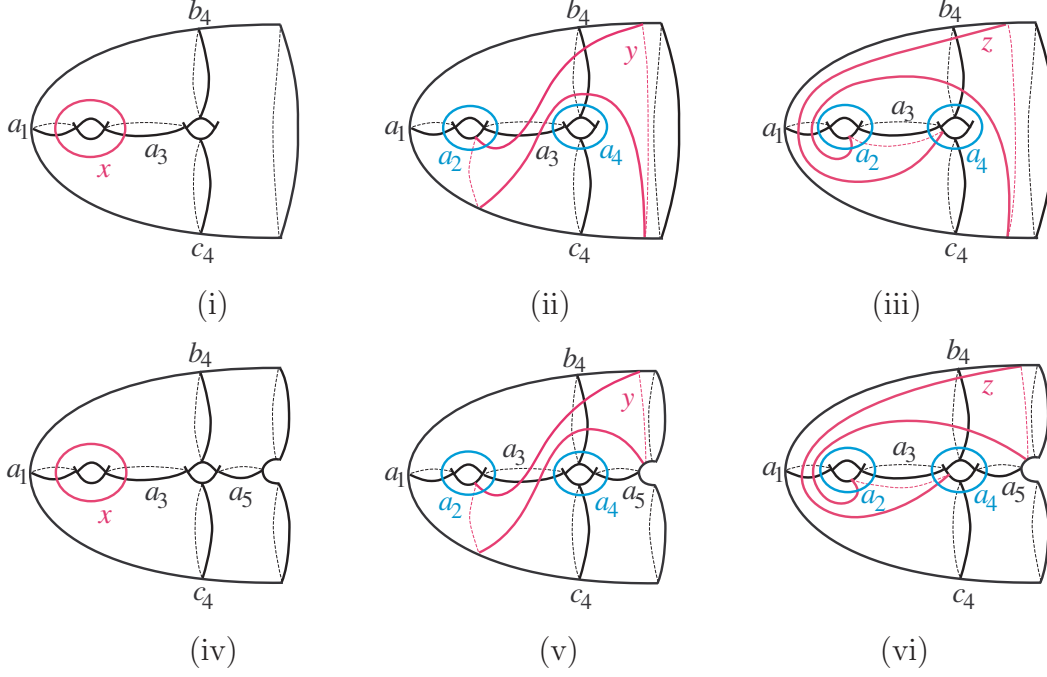 b4 b4 b4
y z
a1 a1 a3 a1
x a3 a2 a3 a4 a2 a4
c4 c4 c4
(i) (ii) (iii)
b4 b4 b4
y z
a3 a3
a1 a1 a1
x a3 a5 a2 a4 a5 a2 a4 a5
c4 c4 c4
(iv) (v) (vi)